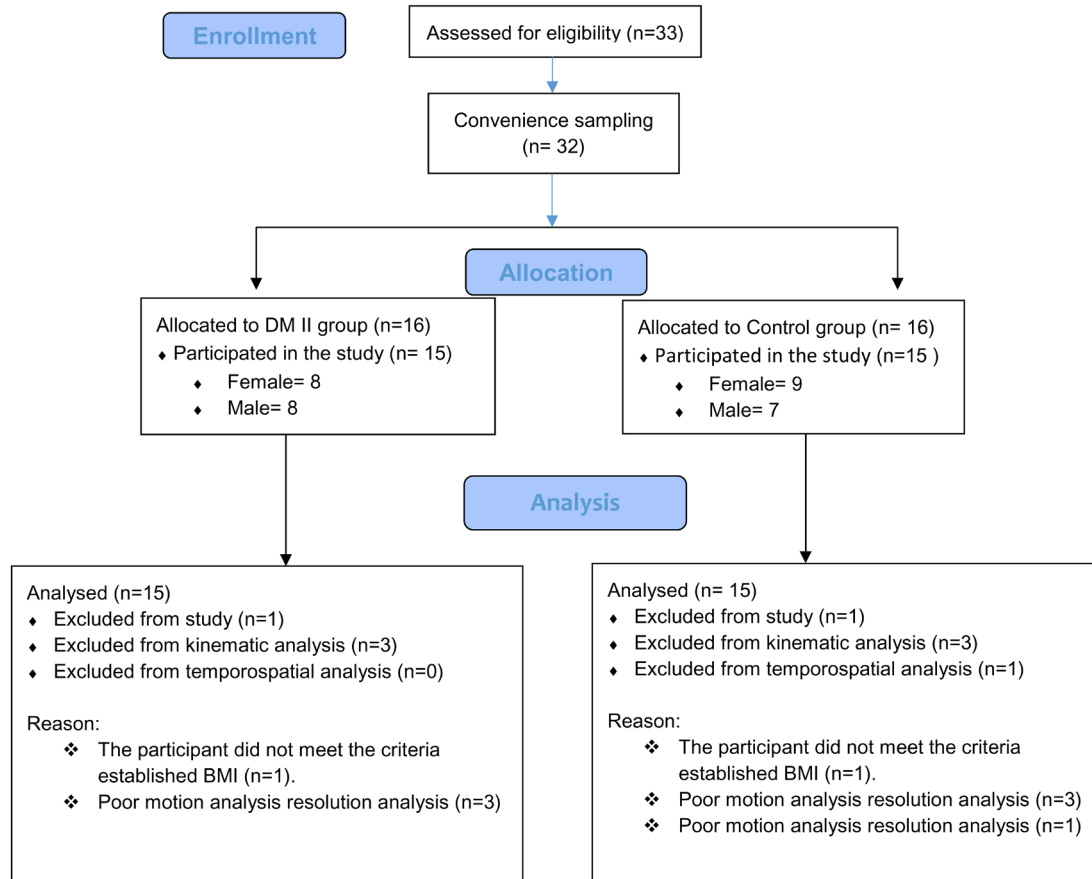 Enrollment
Assessed for eligibility (n=33)
Convenience sampling
(n= 32)
Allocation
Allocated to DM II group (n=16)
♦ Participated in the study (n= 15)
♦ Female= 8
♦ Male= 8
Allocated to Control group (n= 16)
♦ Participated in the study (n=15 )
♦ Female= 9
♦ Male= 7
Analysis
Analysed (n=15)
♦ Excluded from study (n=1)
♦ Excluded from kinematic analysis (n=3)
♦ Excluded from temporospatial analysis (n=0)
Reason:
❖ The participant did not meet the criteria
established BMI (n=1).
❖ Poor motion analysis resolution analysis (n=3)
Analysed (n= 15)
♦ Excluded from study (n=1)
♦ Excluded from kinematic analysis (n=3)
♦ Excluded from temporospatial analysis (n=1)
Reason:
❖ The participant did not meet the criteria
established BMI (n=1).
❖ Poor motion analysis resolution analysis (n=3)
❖ Poor motion analysis resolution analysis (n=1)